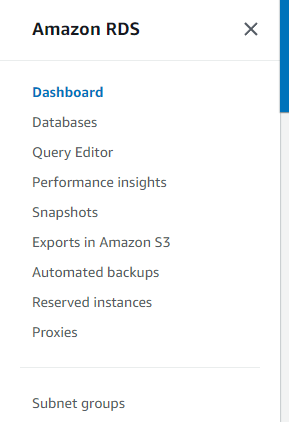 Amazon RDS
Dashboard
Databases
Query Editor
Performance insights
Snapshots
Exports in Amazon S3
Automated backups
Reserved instances
Proxies
Subnet groups